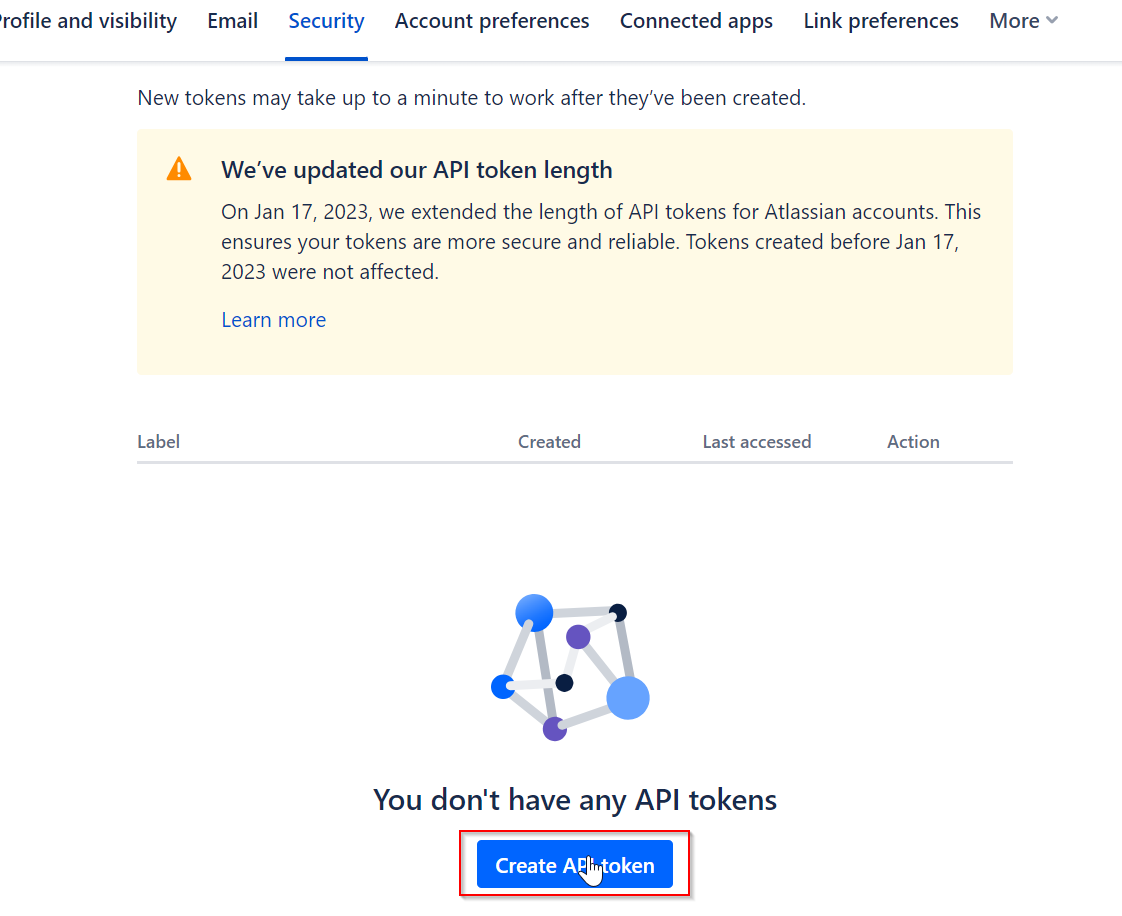 rofile and visibility Email Security Account preferences Connected apps Link preferences More
New tokens may take up to a minute to work after they’ve been created.
We’ve updated our API token length
On Jan 17, 2023, we extended the length of API tokens for Atlassian accounts. This
ensures your tokens are more secure and reliable. Tokens created before Jan 17,
2023 were not affected.
Learn more
Label Created Last accessed Action
You don't have any API tokens
Create API token